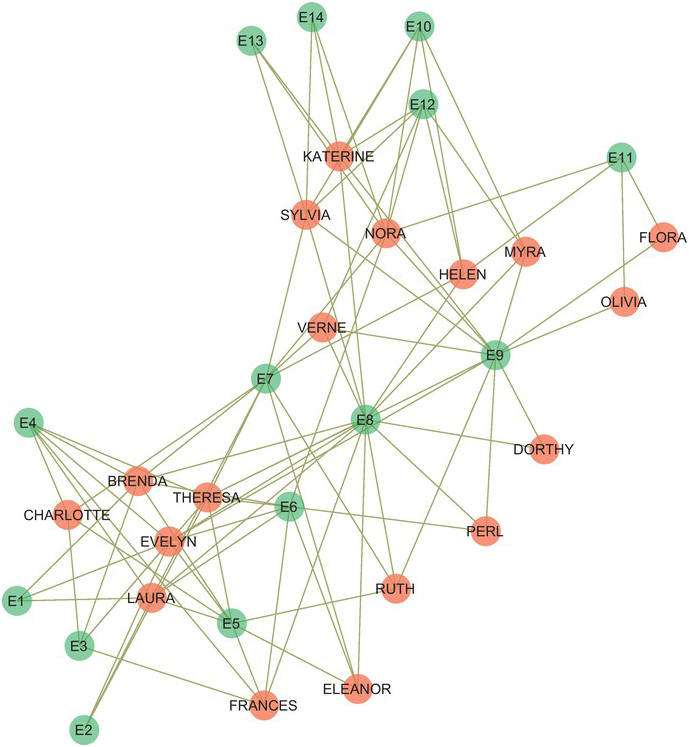 E14
E10
E13
E12
KATERINE
E11
SYLVIA
NORA
FLORA
MYRA
HELEN
OLIVIA
VERNE
E9
E7
E8
E4
DORTHY
BRENDA
THERESA
E6
CHARLOTTE
PERL
EVELYN
RUTH
E1
LAURA
E5
E3
ELEANOR
FRANCES
E2